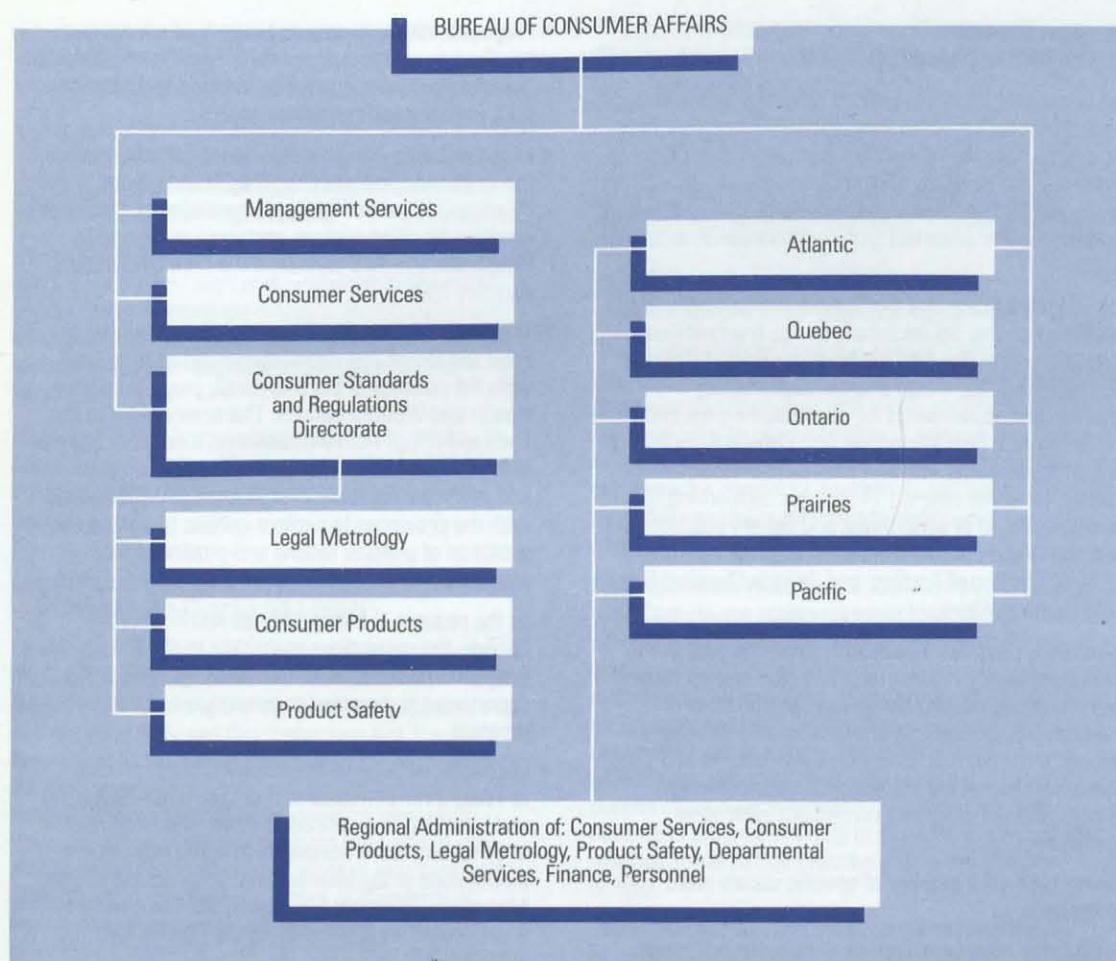 BUREAU OF CONSUMER AFFAIRS
Management Services
Consumer Services
Consumer Standards
and Regulations
Directorate
Legal Metrology
Consumer Products
Product Safety
Atlantic
Quebec
Ontario
Prairies
Pacific
Regional Administration of: Consumer Services, Consumer
Products, Legal Metrology, Product Safety, Departmental
Services, Finance, Personnel